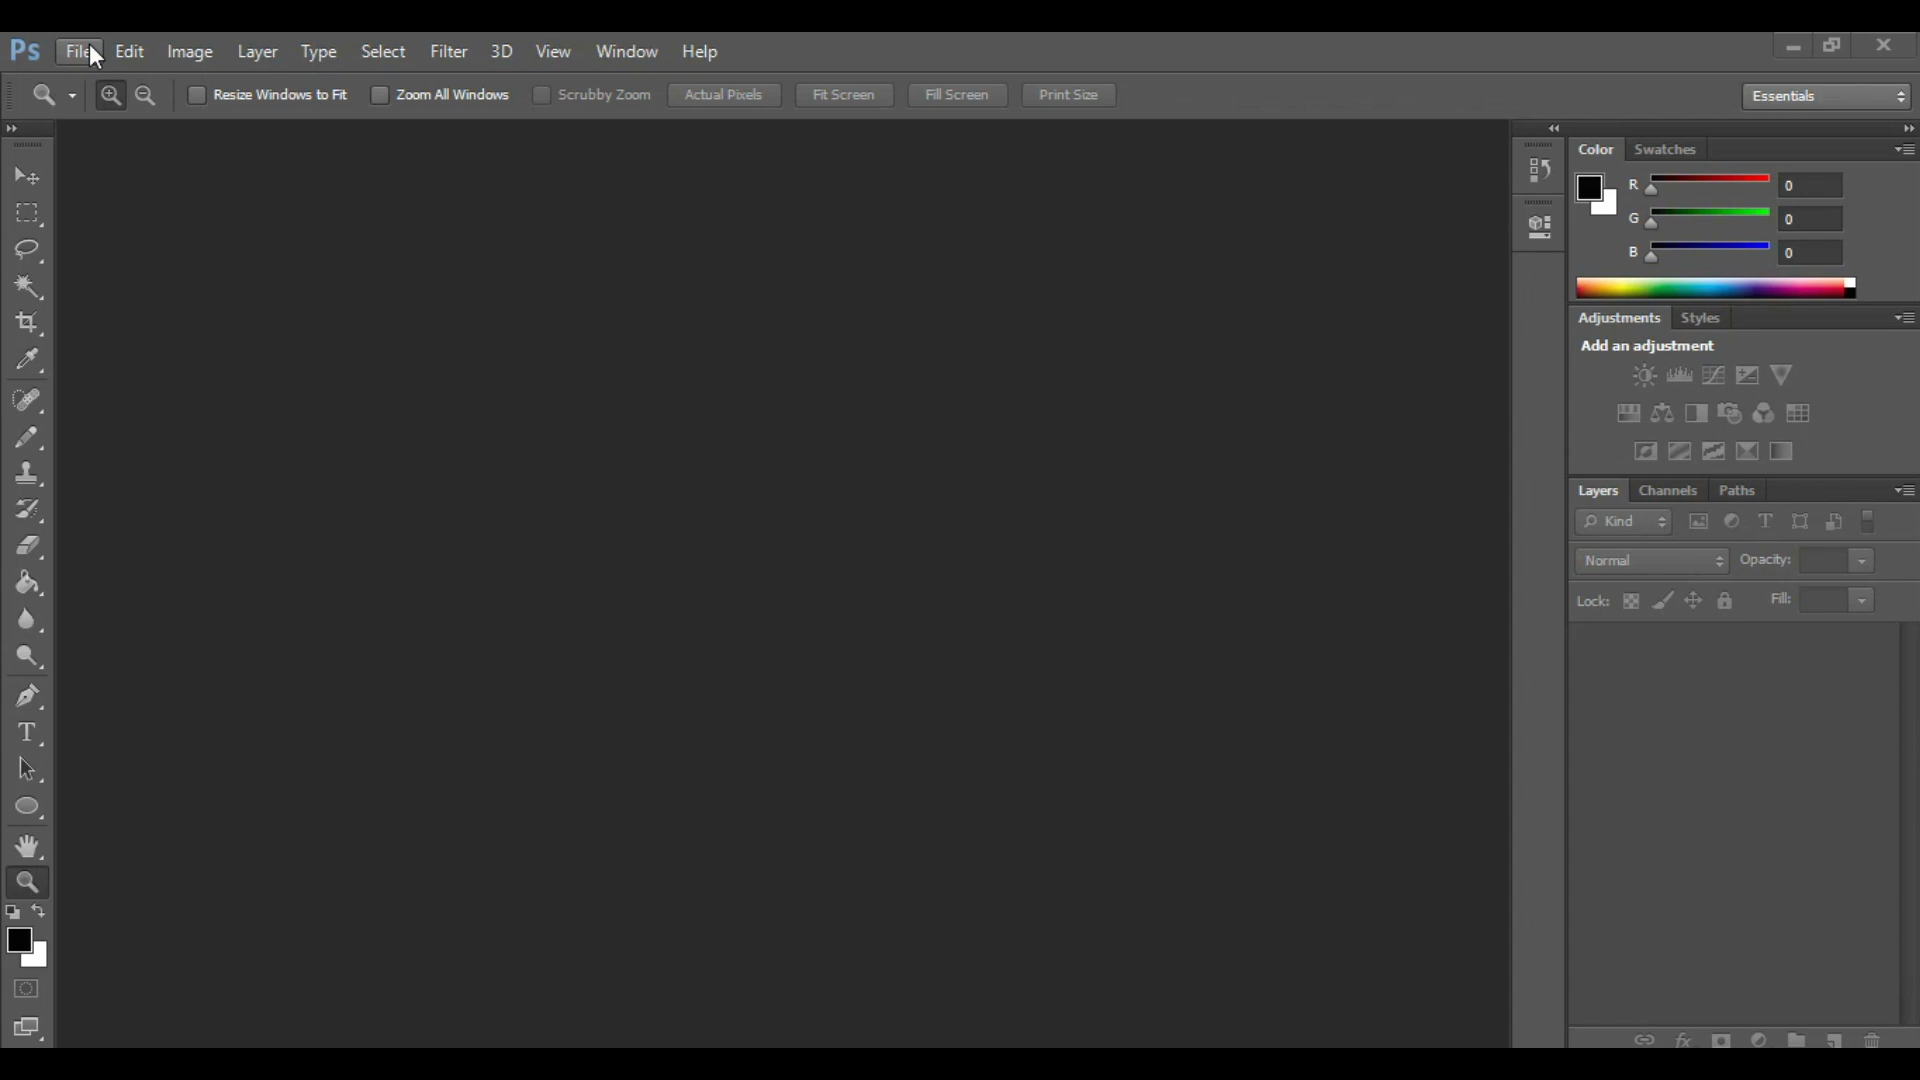 Ps File Edit Image Layer Type Select Filter 3D View Window Help
Resize Windows to Fit Zoom All Windows Scrubby Zoom Actual Pixels Fit Screen Fill Screen Print Size Essentials
Color Swatches
R 0
G 0
B 0
Adjustments Styles
Add an adjustment
Layers Channels Paths
Kind
Normal Opacity:
Lock: Fill: